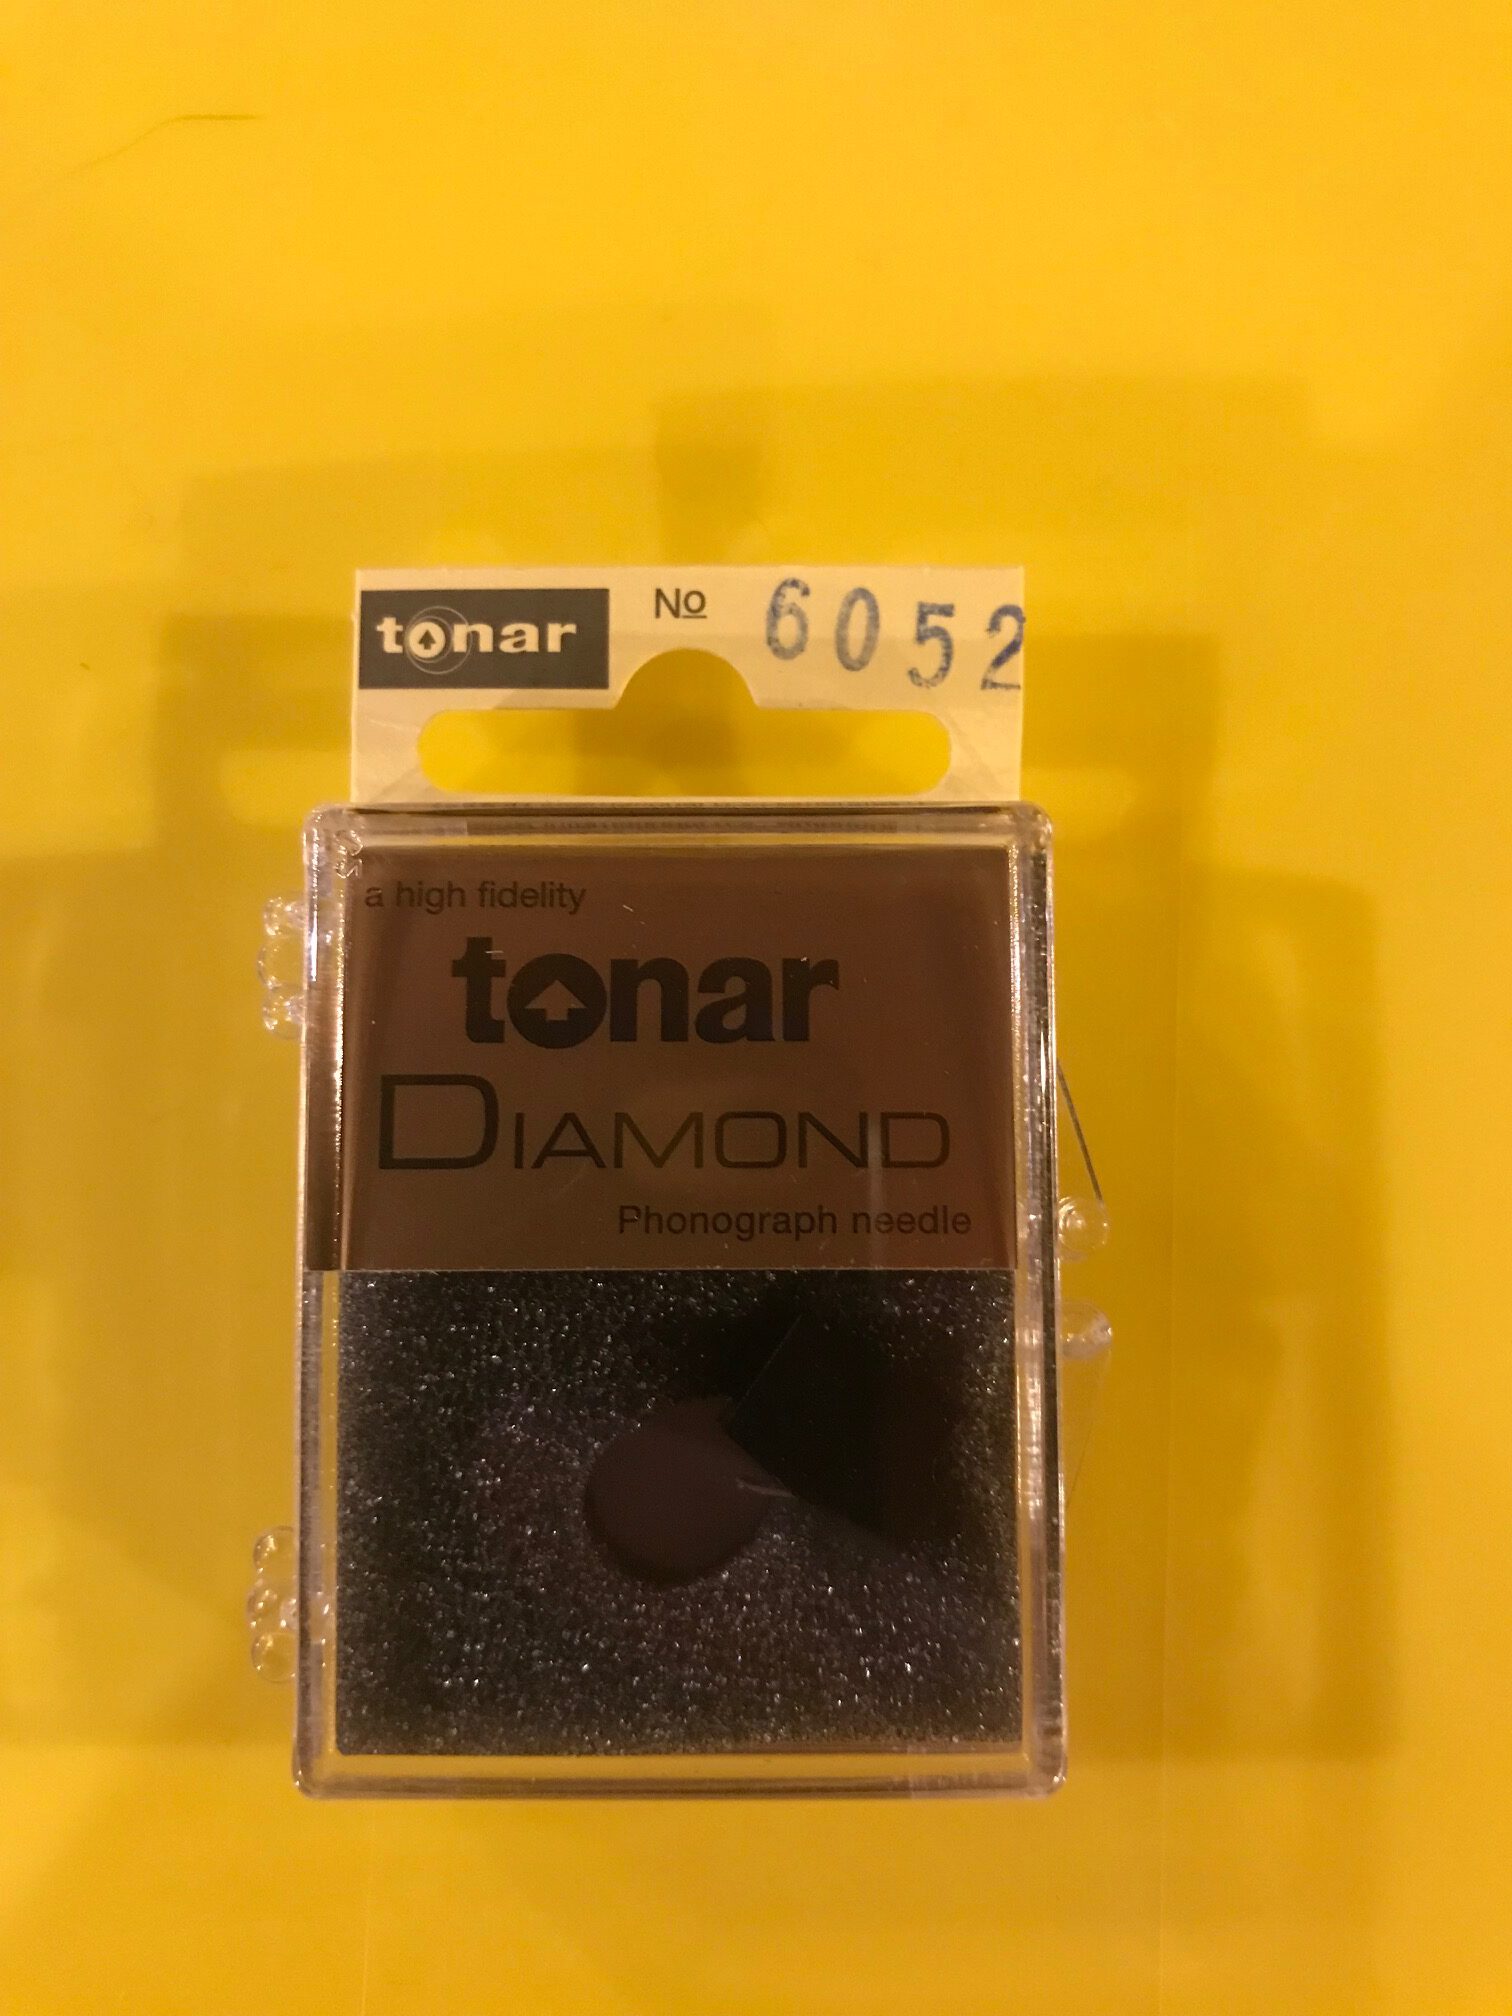 tonar No 6052
a high fidelity
tonar
DIAMOND
Phonograph needle